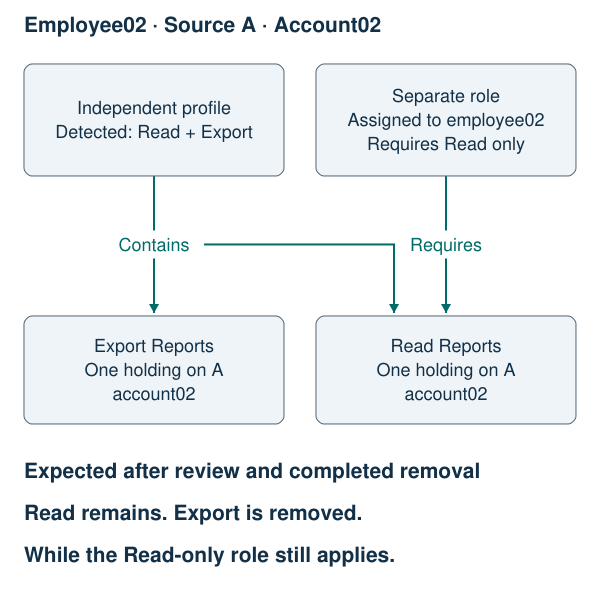 Employee02 · Source A · Account02
Independent profile
Detected: Read + Export
Separate role
Assigned to employee02
Requires Read only
Contains
Requires
Export Reports
One holding on A
account02
Read Reports
One holding on A
account02
Expected after review and completed removal
Read remains. Export is removed.
While the Read-only role still applies.